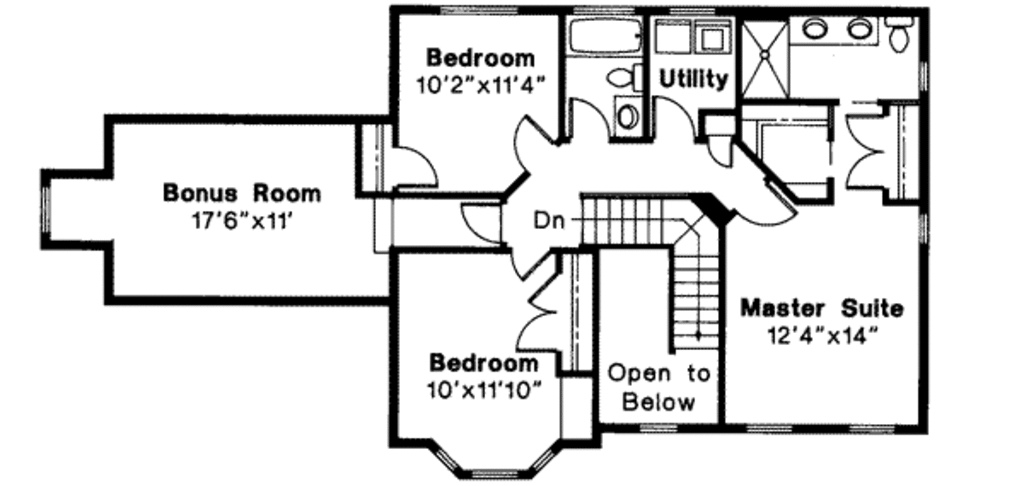 Bedroom
10'2"x11'4"
Utility
Bonus Room
17'6"x11'
Dn
Master Suite
12'4"x14"
Bedroom
10'x11'10"
Open to
Below